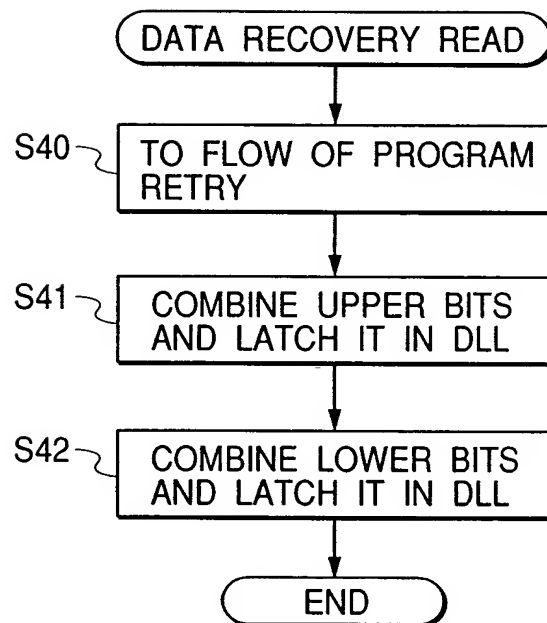 DATA RECOVERY READ
S40
TO FLOW OF PROGRAM
RETRY
S41
COMBINE UPPER BITS
AND LATCH IT IN DLL
S42
COMBINE LOWER BITS
AND LATCH IT IN DLL
END